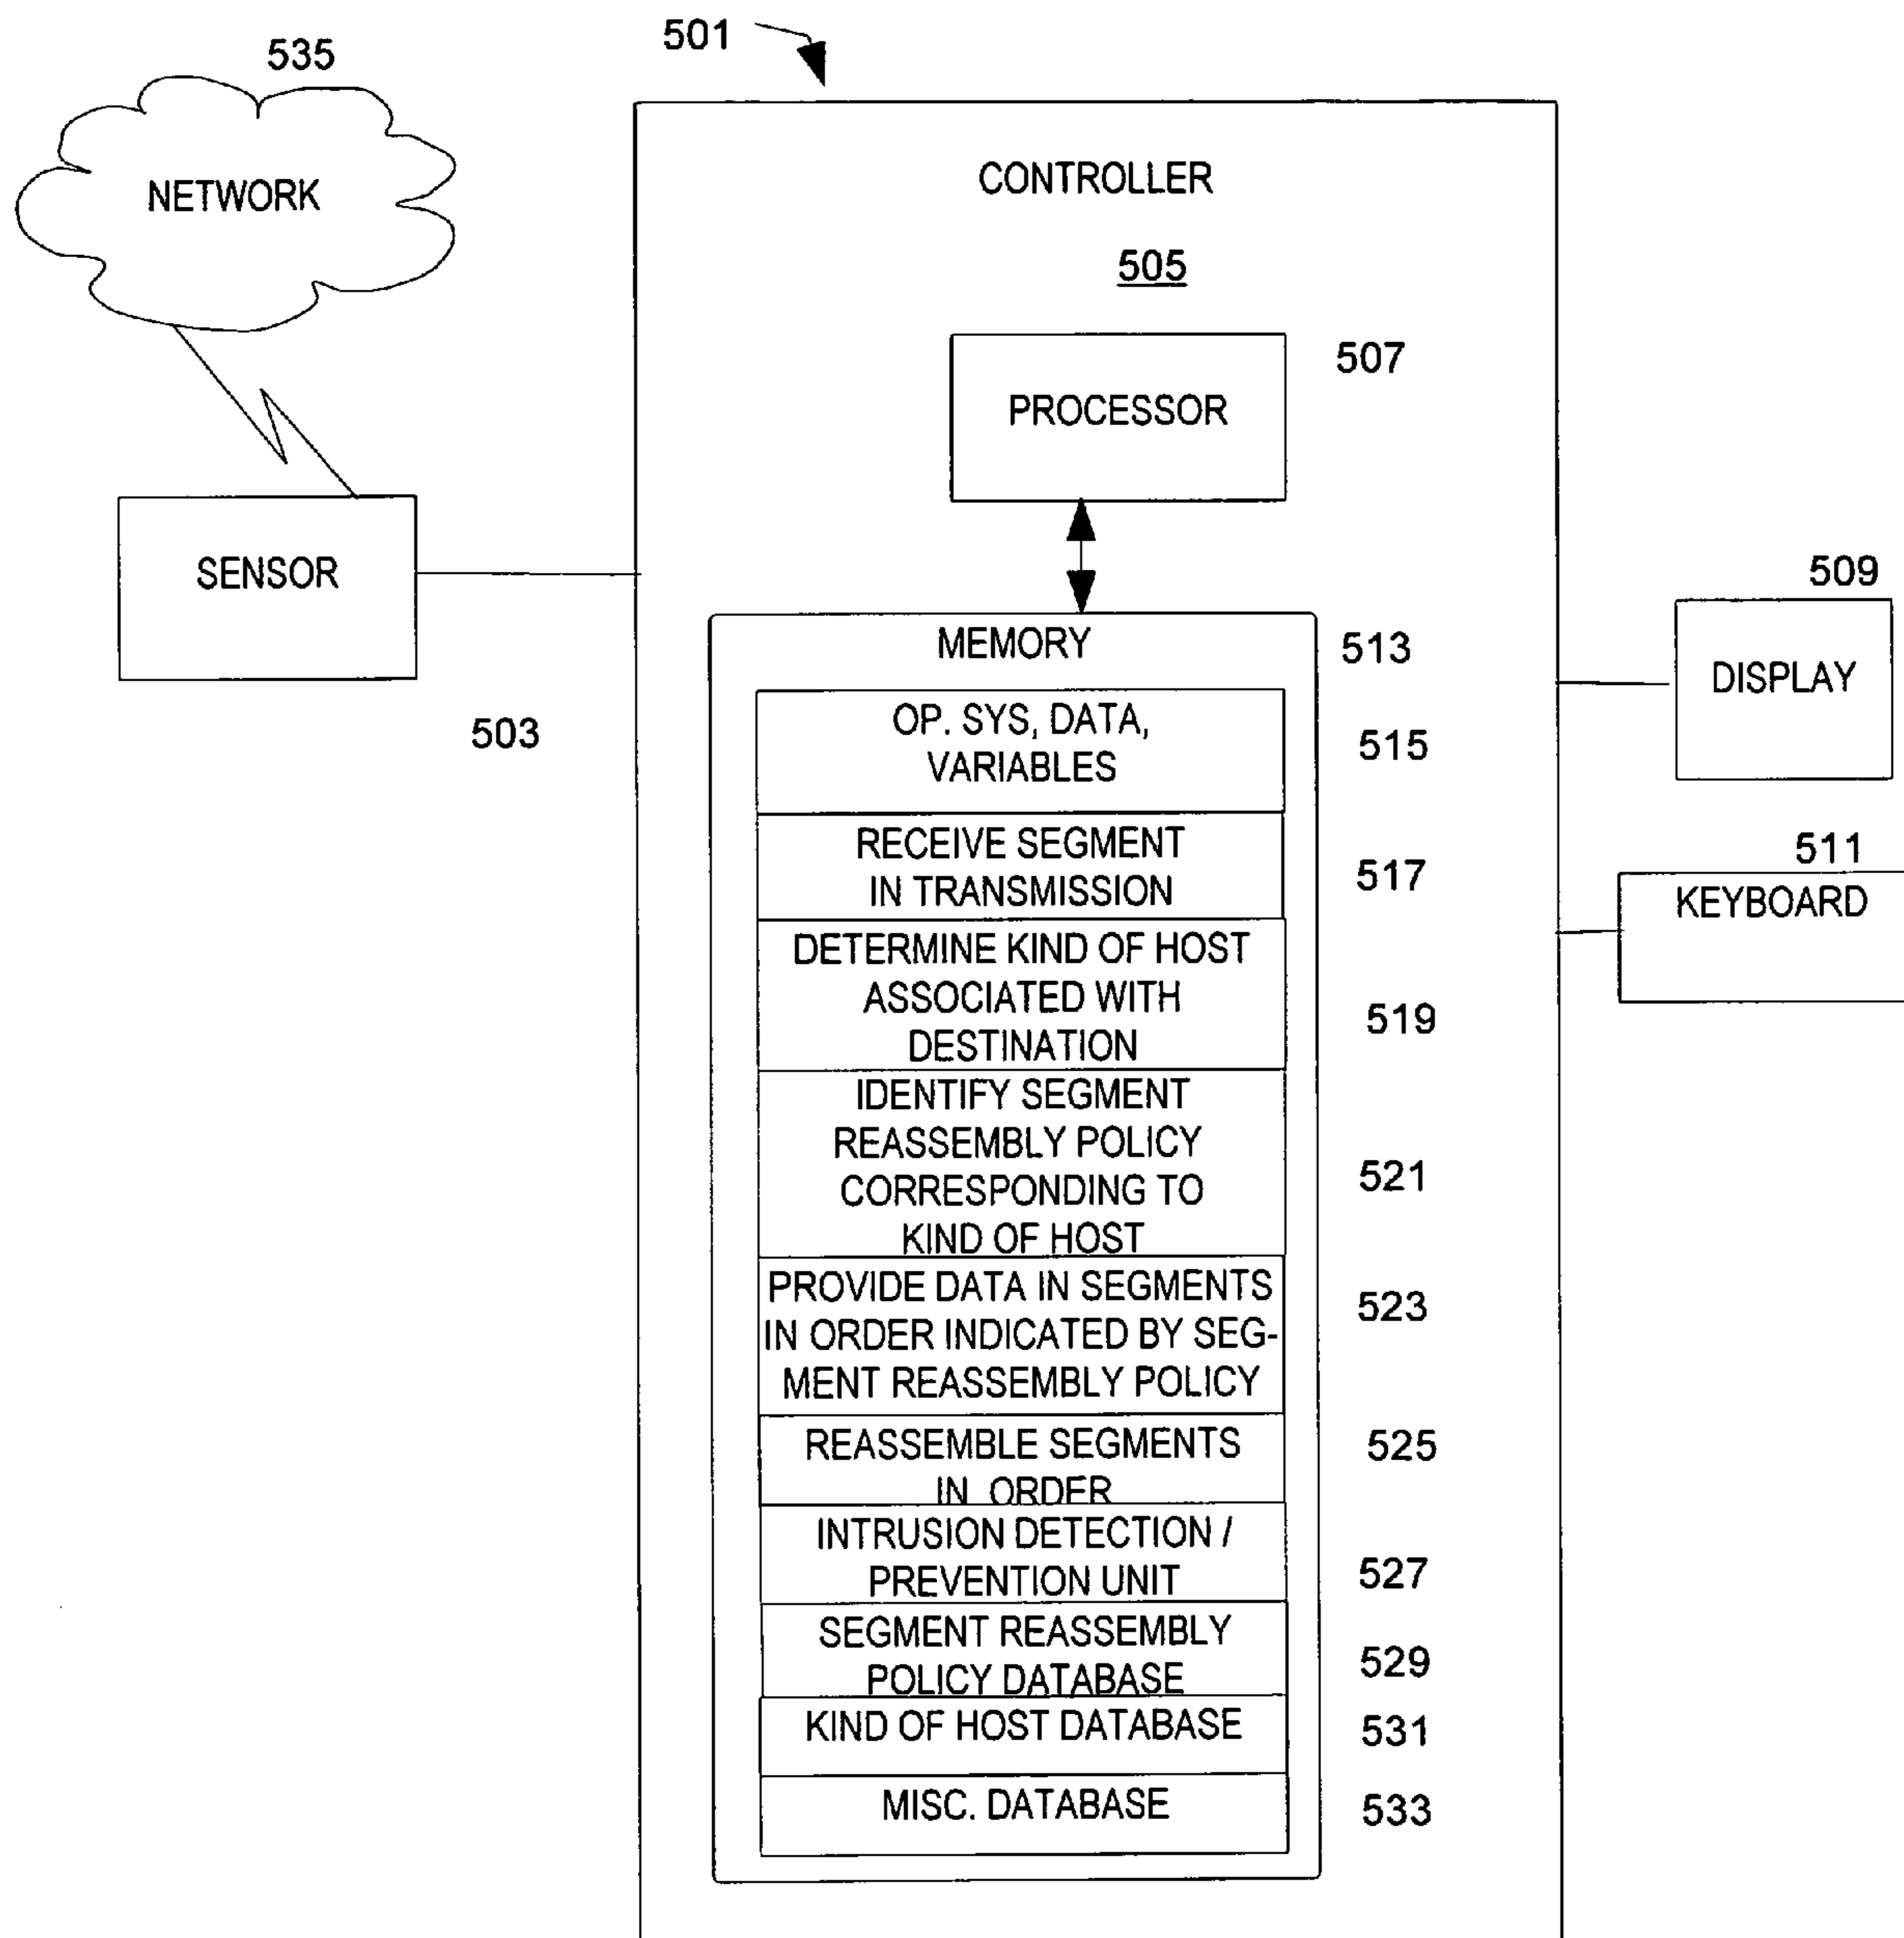 535
501
NETWORK
CONTROLLER
505
507
PROCESSOR
SENSOR
503
509
DISPLAY
511
KEYBOARD
MEMORY
513
OP. SYS, DATA,
VARIABLES
515
RECEIVE SEGMENT
IN TRANSMISSION
517
DETERMINE KIND OF HOST
ASSOCIATED WITH
DESTINATION
519
IDENTIFY SEGMENT
REASSEMBLY POLICY
CORRESPONDING TO
KIND OF HOST
521
PROVIDE DATA IN SEGMENTS
IN ORDER INDICATED BY SEG-
MENT REASSEMBLY POLICY
523
REASSEMBLE SEGMENTS
IN ORDER
525
INTRUSION DETECTION /
PREVENTION UNIT
527
SEGMENT REASSEMBLY
POLICY DATABASE
529
KIND OF HOST DATABASE
531
MISC. DATABASE
533